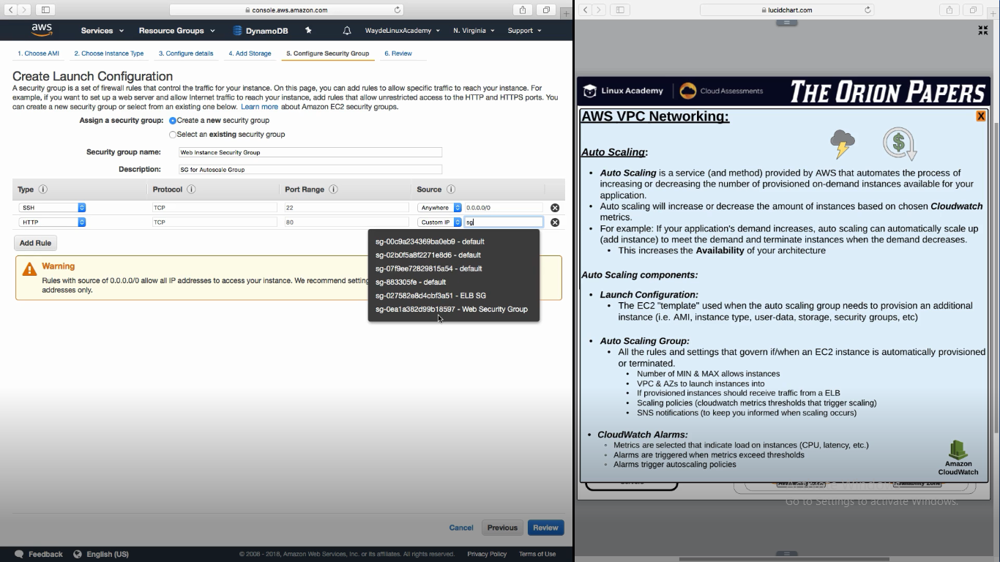 console.aws.amazon.com
aws Services Resource Groups DynamoDB WaydeLinuxAcademy N. Virginia Support
1. Choose AMI 2. Choose Instance Type 3. Configure details 4. Add Storage 5. Configure Security Group 6. Review
Create Launch Configuration
A security group is a set of firewall rules that control the traffic for your instance. On this page, you can add rules to allow specific traffic to reach your instance. For
example, if you want to set up a web server and allow Internet traffic to reach your instance, add rules that allow unrestricted access to the HTTP and HTTPS ports. You
can create a new security group or select from an existing one below. Learn more about Amazon EC2 security groups.
Assign a security group: Create a new security group
Select an existing security group
Security group name: Web Instance Security Group
Description: SG for Autoscale Group
Type i Protocol i Port Range i Source i
SSH TCP 22 Anywhere 0.0.0.0/0
HTTP TCP 80 Custom IP sg
sg-00c9a234369ba0eb9 - default
sg-02b0f5a8f2271e8d6 - default
sg-07f9ee72829815a54 - default
sg-883305fe - default
sg-027582e8d4cbf3a51 - ELB SG
sg-0ea1a382d99b18597 - Web Security Group
Add Rule
Warning
Rules with source of 0.0.0.0/0 allow all IP addresses to access your instance. We recommend setting
addresses only.
Cancel Previous Review
Feedback English (US) © 2008 - 2018, Amazon Web Services, Inc. or its affiliates. All rights reserved. Privacy Policy Terms of Use
lucidchart.com
Linux Academy Cloud Assessments THE ORION PAPERS
AWS VPC Networking: X
Auto Scaling:
• Auto Scaling is a service (and method) provided by AWS that automates the process of
increasing or decreasing the number of provisioned on-demand instances available for your
application.
• Auto scaling will increase or decrease the amount of instances based on chosen Cloudwatch
metrics.
• For example: If your application's demand increases, auto scaling can automatically scale up
(add instance) to meet the demand and terminate instances when the demand decreases.
• This increases the Availability of your architecture
Auto Scaling components:
• Launch Configuration:
• The EC2 "template" used when the auto scaling group needs to provision an additional
instance (i.e. AMI, instance type, user-data, storage, security groups, etc)
• Auto Scaling Group:
• All the rules and settings that govern if/when an EC2 instance is automatically provisioned
or terminated.
• Number of MIN & MAX allows instances
• VPC & AZs to launch instances into
• If provisioned instances should receive traffic from a ELB
• Scaling policies (cloudwatch metrics thresholds that trigger scaling)
• SNS notifications (to keep you informed when scaling occurs)
• CloudWatch Alarms:
◦ Metrics are selected that indicate load on instances (CPU, latency, etc.)
◦ Alarms are triggered when metrics exceed thresholds
◦ Alarms trigger autoscaling policies
Amazon
CloudWatch
Go to Settings to activate Windows.